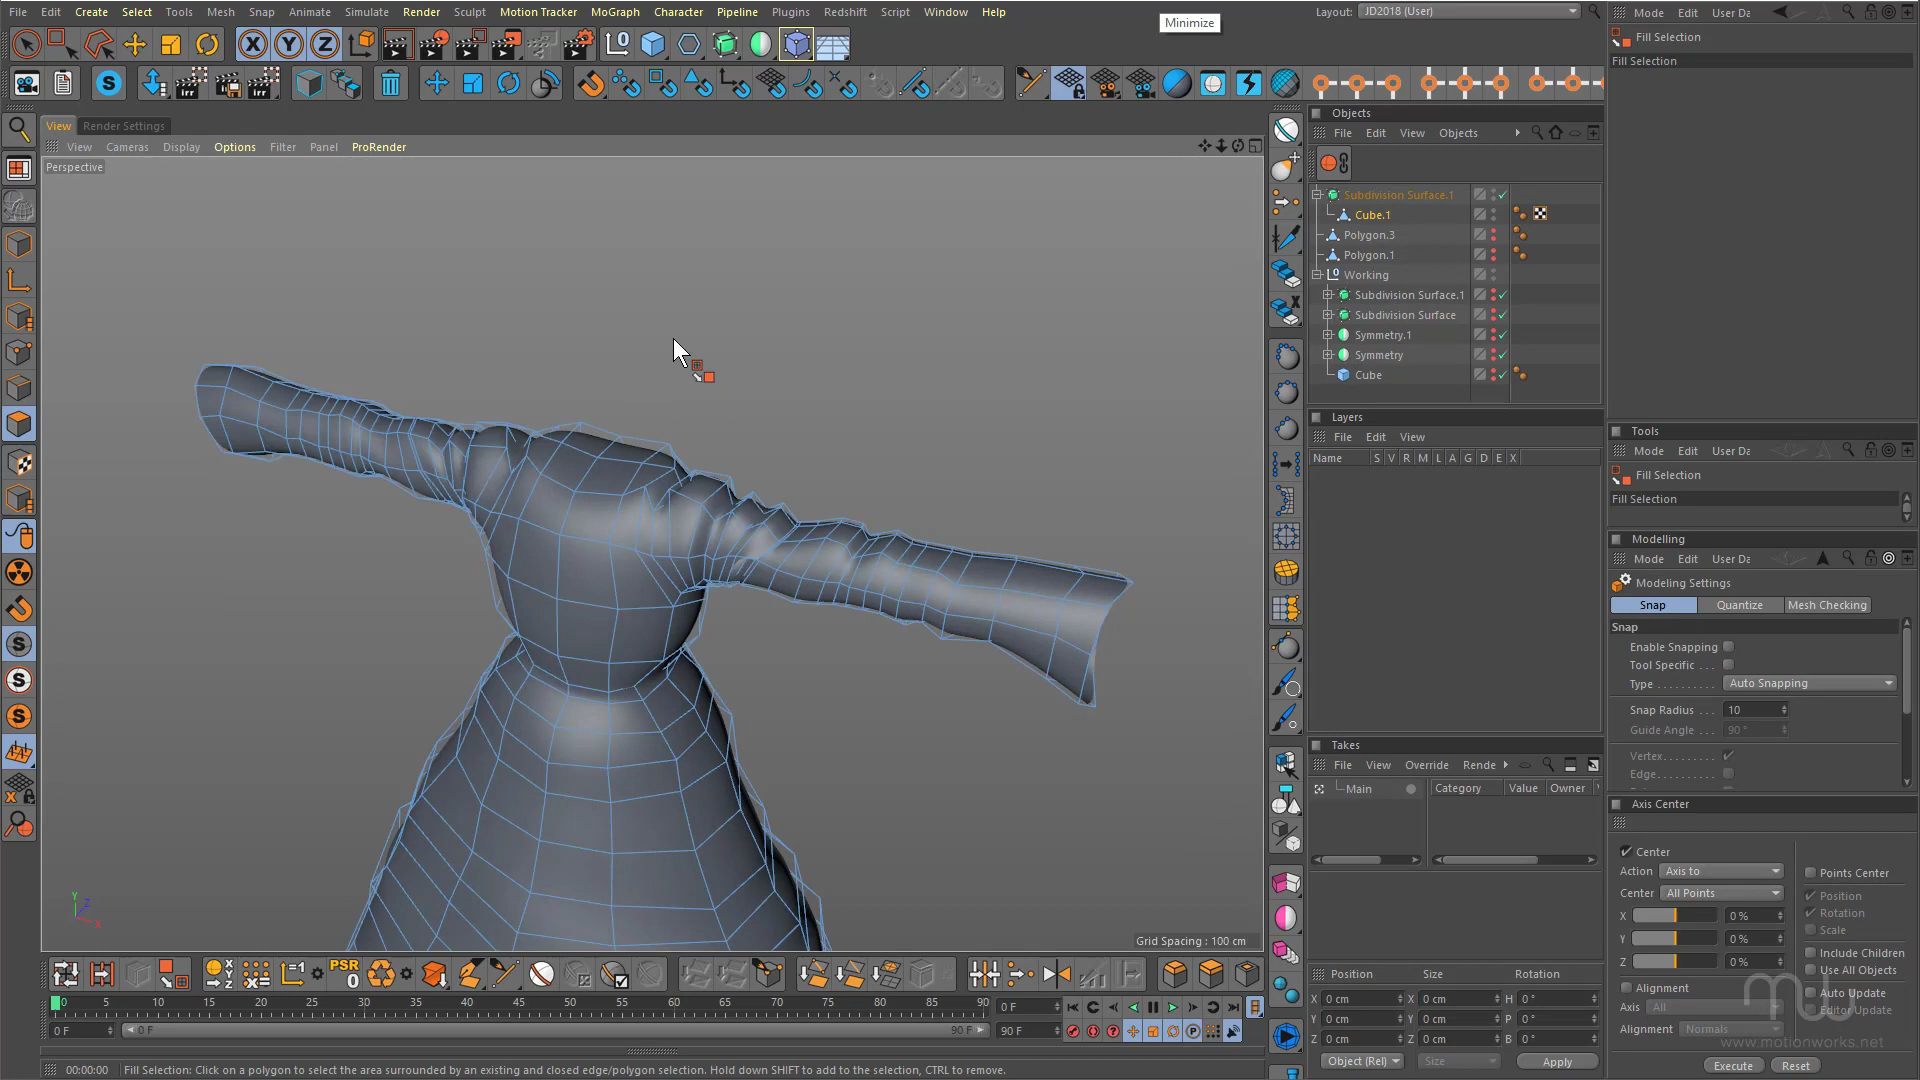 File Edit Create Select Tools Mesh Snap Animate Simulate Render Sculpt Motion Tracker MoGraph Character Pipeline Plugins Redshift Script Window Help
Minimize
Layout: JD2018 (User)
Mode Edit User Da
Fill Selection
Fill Selection
X Y Z
PSR
View Render Settings
View Cameras Display Options Filter Panel ProRender
Perspective
Objects
File Edit View Objects
Subdivision Surface.1
Cube.1
Polygon.3
Polygon.1
Working
Subdivision Surface.1
Subdivision Surface
Symmetry.1
Symmetry
Cube
Layers
File Edit View
Name S V R M L A G D E X
Takes
File View Override Rende
Main Category Value Owner
Tools
Mode Edit User Da
Fill Selection
Fill Selection
Modelling
Mode Edit User Da
Modeling Settings
Snap Quantize Mesh Checking
Snap
Enable Snapping
Tool Specific . . .
Type . . . . . . . . . . Auto Snapping
Snap Radius . . . 10
Guide Angle . . . 90 °
Vertex. . . . . . . .
Edge. . . . . . . . .
Axis Center
Center
Action Axis to
Center All Points
X 0 %
Y 0 %
Z 0 %
Points Center
Position
Rotation
Scale
Include Children
Use All Objects
Auto Update
Editor Update
Alignment
Axis All
Alignment Normals
www.motionworks.net
Execute Reset
Y Z X
Grid Spacing : 100 cm
PSR 0
0 5 10 15 20 25 30 35 40 45 50 55 60 65 70 75 80 85 90
0 F
0 F 0 F 90 F 90 F
Position Size Rotation
X 0 cm X 0 cm H 0 °
Y 0 cm Y 0 cm P 0 °
Z 0 cm Z 0 cm B 0 °
Object (Rel) Size Apply
00:00:00 Fill Selection: Click on a polygon to select the area surrounded by an existing and closed edge/polygon selection. Hold down SHIFT to add to the selection, CTRL to remove.